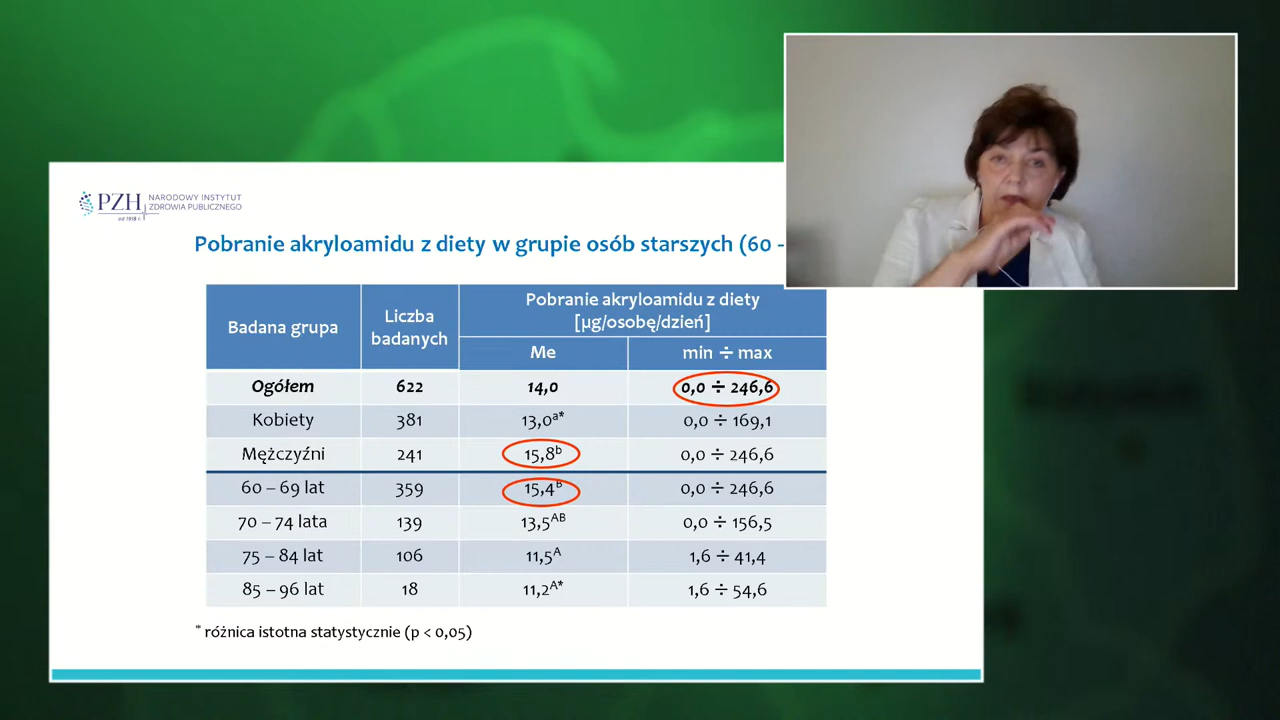 PZH NARODOWY INSTYTUT
ZDROWIA PUBLICZNEGO
od 1918 r.
Pobranie akryloamidu z diety w grupie osób starszych (60 -
Badana grupa
Liczba
badanych
Pobranie akryloamidu z diety
[µg/osobę/dzień]
Me min ÷ max
Ogółem 622 14,0 0,0 ÷ 246,6
Kobiety 381 13,0ᵃ* 0,0 ÷ 169,1
Mężczyźni 241 15,8ᵇ 0,0 ÷ 246,6
60 – 69 lat 359 15,4ᴮ 0,0 ÷ 246,6
70 – 74 lata 139 13,5ᴬᴮ 0,0 ÷ 156,5
75 – 84 lat 106 11,5ᴬ 1,6 ÷ 41,4
85 – 96 lat 18 11,2ᴬ* 1,6 ÷ 54,6
* różnica istotna statystycznie (p < 0,05)